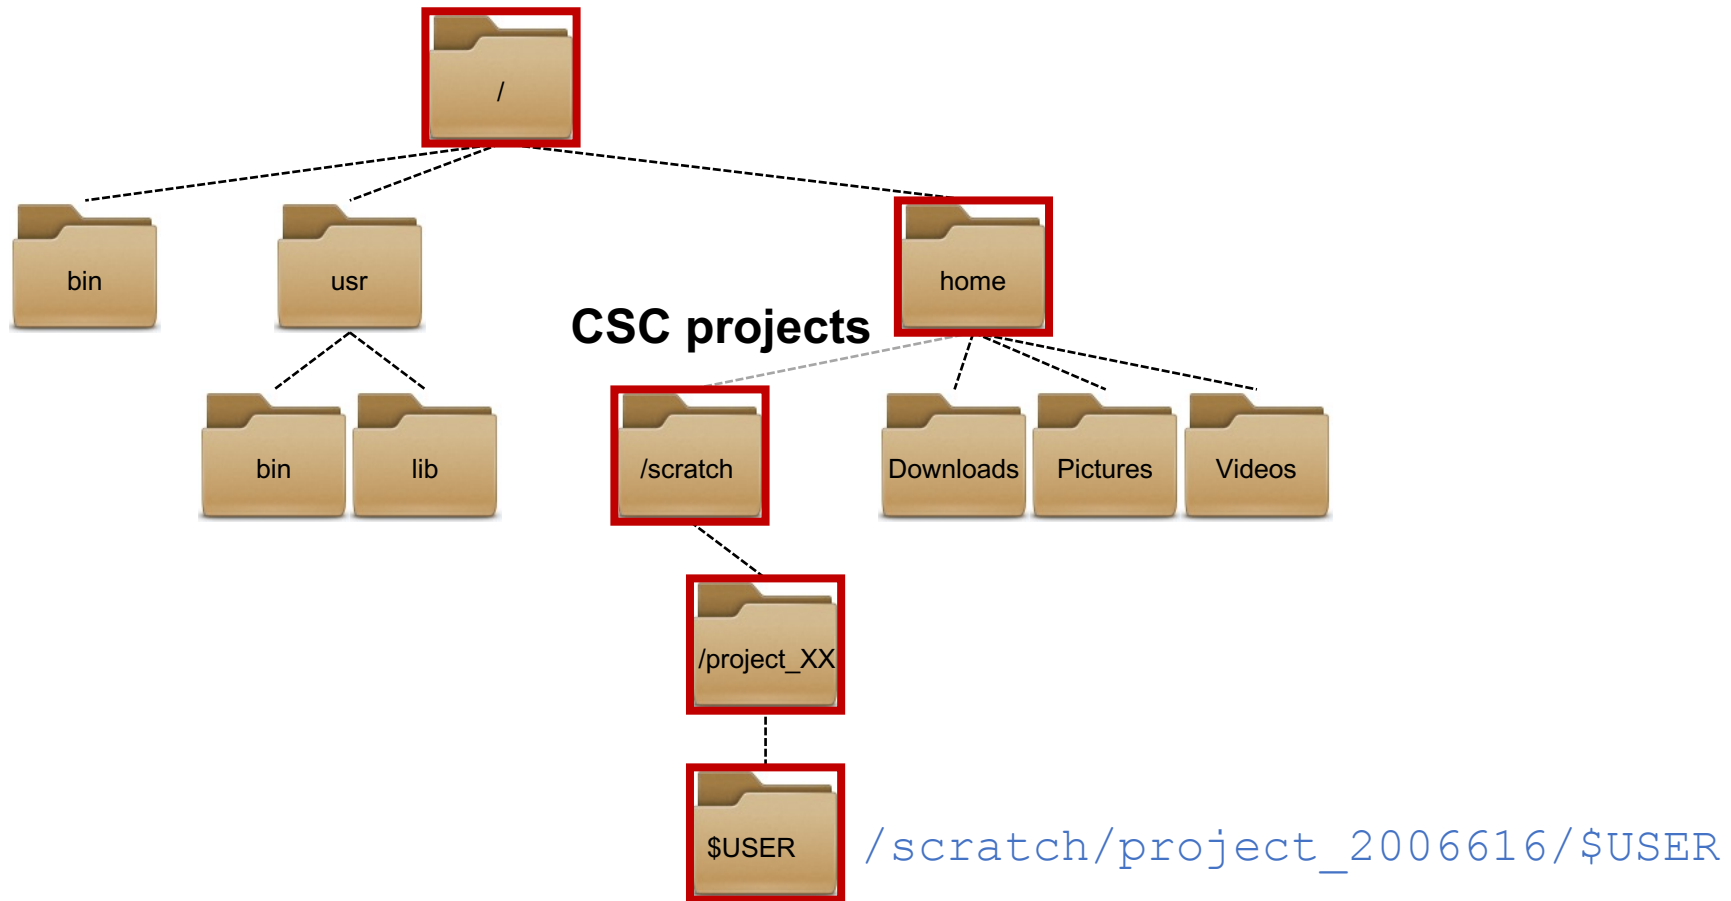 /
bin
usr
home
CSC projects
bin
lib
/scratch
Downloads
Pictures
Videos
/project_XX
$USER
/scratch/project_2006616/$USER